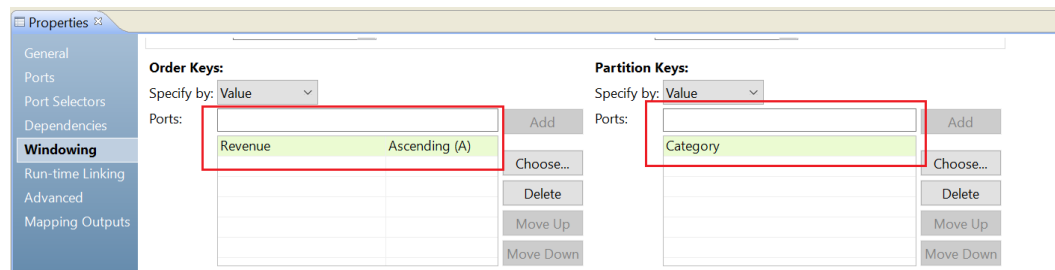 Properties
General
Ports
Port Selectors
Dependencies
Windowing
Run-time Linking
Advanced
Mapping Outputs
Order Keys:
Specify by: Value
Ports:
Add
Revenue Ascending (A)
Choose...
Delete
Move Up
Move Down
Partition Keys:
Specify by: Value
Ports:
Add
Category
Choose...
Delete
Move Up
Move Down